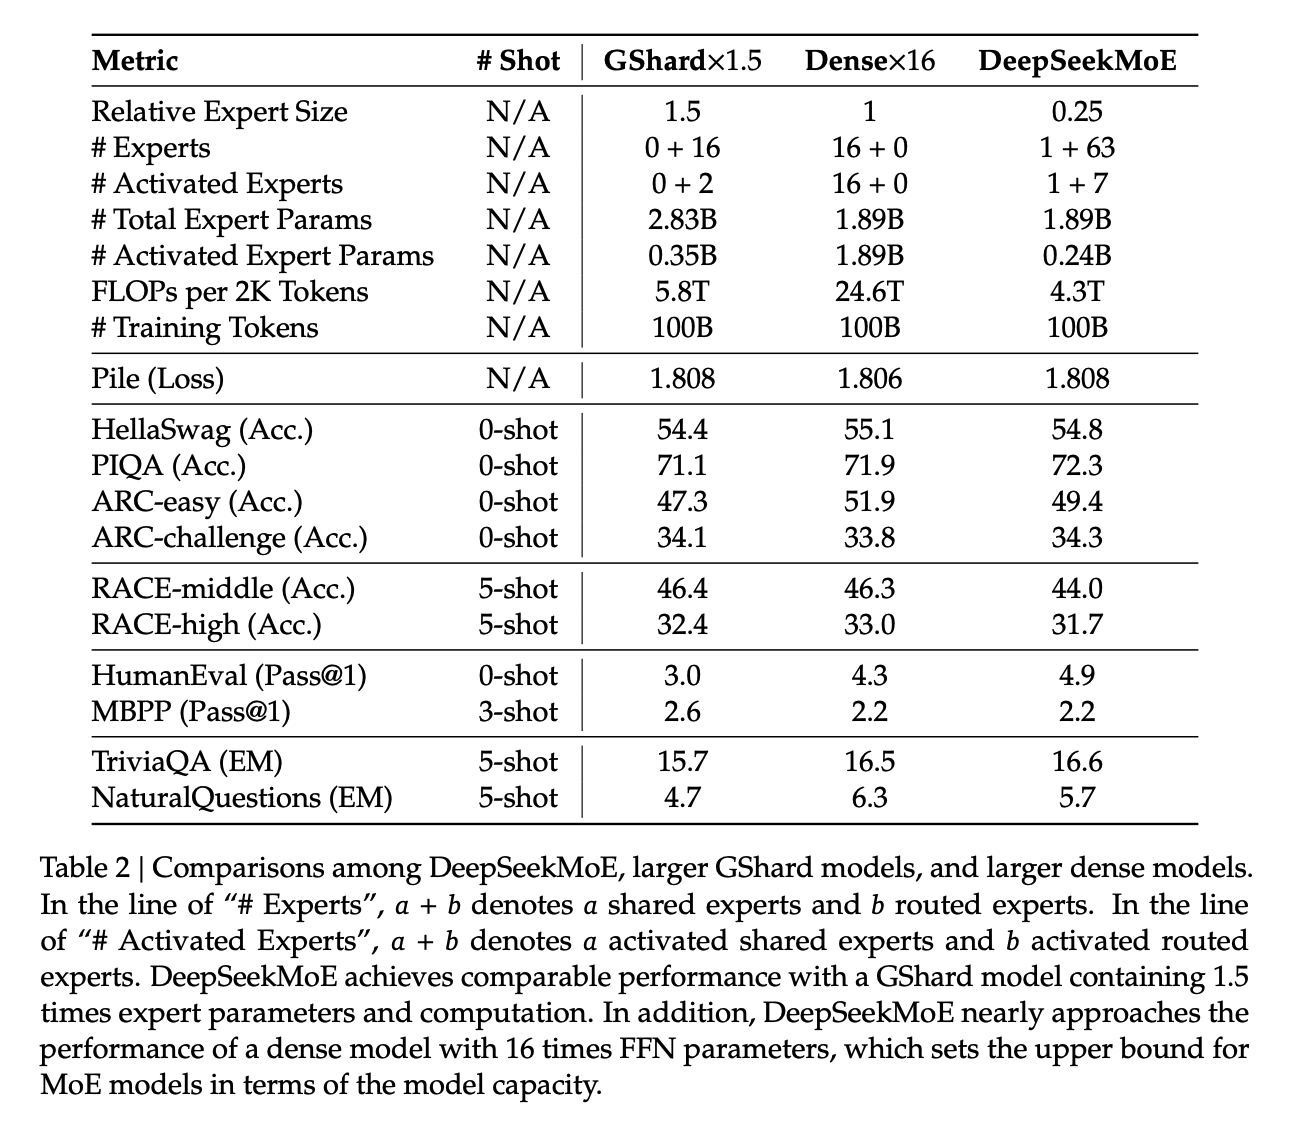 Metric # Shot GShard×1.5 Dense×16 DeepSeekMoE
Relative Expert Size N/A 1.5 1 0.25
# Experts N/A 0 + 16 16 + 0 1 + 63
# Activated Experts N/A 0 + 2 16 + 0 1 + 7
# Total Expert Params N/A 2.83B 1.89B 1.89B
# Activated Expert Params N/A 0.35B 1.89B 0.24B
FLOPs per 2K Tokens N/A 5.8T 24.6T 4.3T
# Training Tokens N/A 100B 100B 100B
Pile (Loss) N/A 1.808 1.806 1.808
HellaSwag (Acc.) 0-shot 54.4 55.1 54.8
PIQA (Acc.) 0-shot 71.1 71.9 72.3
ARC-easy (Acc.) 0-shot 47.3 51.9 49.4
ARC-challenge (Acc.) 0-shot 34.1 33.8 34.3
RACE-middle (Acc.) 5-shot 46.4 46.3 44.0
RACE-high (Acc.) 5-shot 32.4 33.0 31.7
HumanEval (Pass@1) 0-shot 3.0 4.3 4.9
MBPP (Pass@1) 3-shot 2.6 2.2 2.2
TriviaQA (EM) 5-shot 15.7 16.5 16.6
NaturalQuestions (EM) 5-shot 4.7 6.3 5.7
Table 2 | Comparisons among DeepSeekMoE, larger GShard models, and larger dense models.
In the line of “# Experts”, a + b denotes a shared experts and b routed experts. In the line
of “# Activated Experts”, a + b denotes a activated shared experts and b activated routed
experts. DeepSeekMoE achieves comparable performance with a GShard model containing 1.5
times expert parameters and computation. In addition, DeepSeekMoE nearly approaches the
performance of a dense model with 16 times FFN parameters, which sets the upper bound for
MoE models in terms of the model capacity.